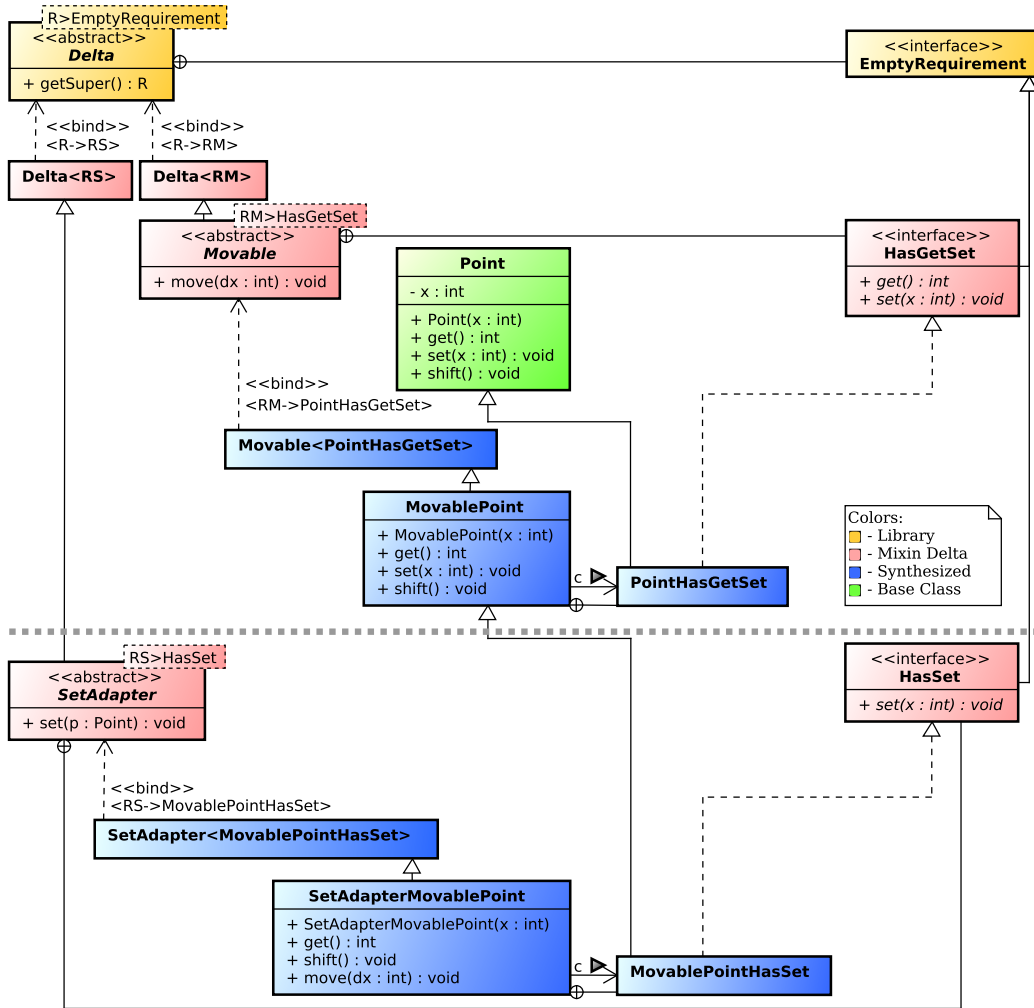 R>EmptyRequirement
<<abstract>>
Delta
+ getSuper() : R
<<interface>>
EmptyRequirement
<<bind>>
<R->RS>
<<bind>>
<R->RM>
Delta<RS>
Delta<RM>
RM>HasGetSet
<<abstract>>
Movable
+ move(dx : int) : void
<<interface>>
HasGetSet
+ get() : int
+ set(x : int) : void
Point
- x : int
+ Point(x : int)
+ get() : int
+ set(x : int) : void
+ shift() : void
<<bind>>
<RM->PointHasGetSet>
Movable<PointHasGetSet>
MovablePoint
+ MovablePoint(x : int)
+ get() : int
+ set(x : int) : void
+ shift() : void
c
PointHasGetSet
Colors:
- Library
- Mixin Delta
- Synthesized
- Base Class
RS>HasSet
<<abstract>>
SetAdapter
+ set(p : Point) : void
<<interface>>
HasSet
+ set(x : int) : void
<<bind>>
<RS->MovablePointHasSet>
SetAdapter<MovablePointHasSet>
SetAdapterMovablePoint
+ SetAdapterMovablePoint(x : int)
+ get() : int
+ shift() : void
+ move(dx : int) : void
c
MovablePointHasSet